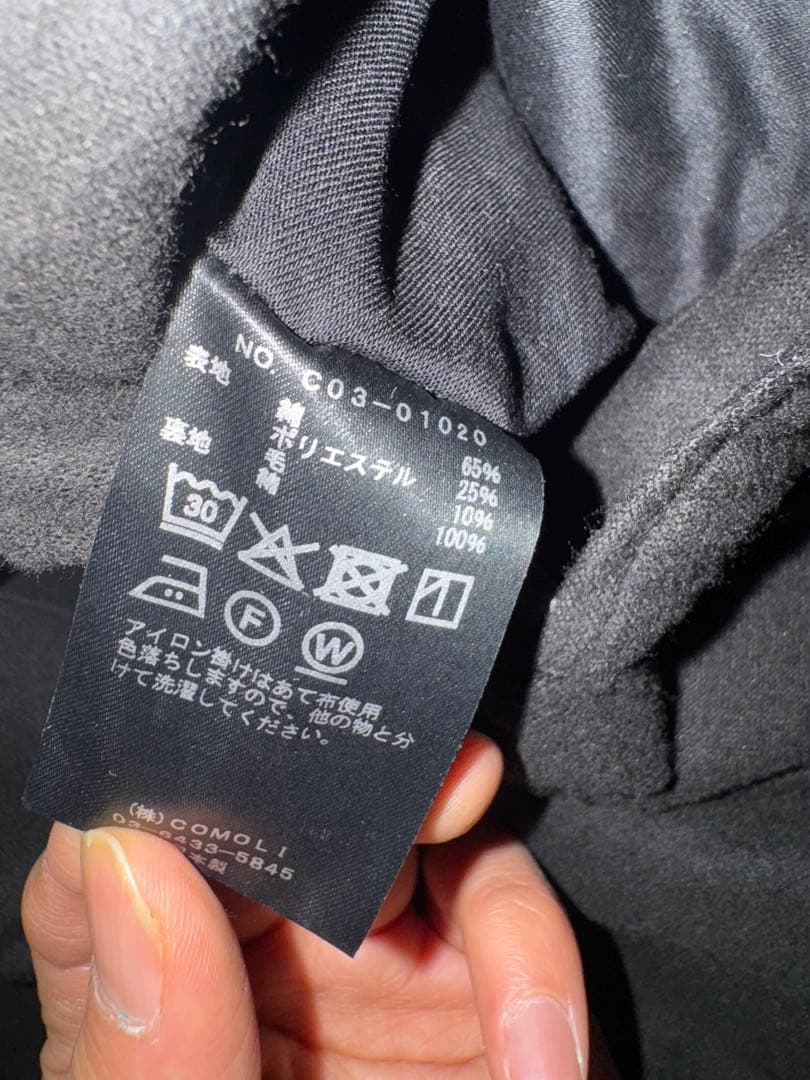 NO. C03-01020
表地 綿 65%
ポリエステル 25%
毛 10%
裏地 綿 100%
30
F
W
アイロン掛けはあて布使用
色落ちしますので、他の物と分
けて洗濯してください。
(株)COMOLI
03-6433-5845
本製